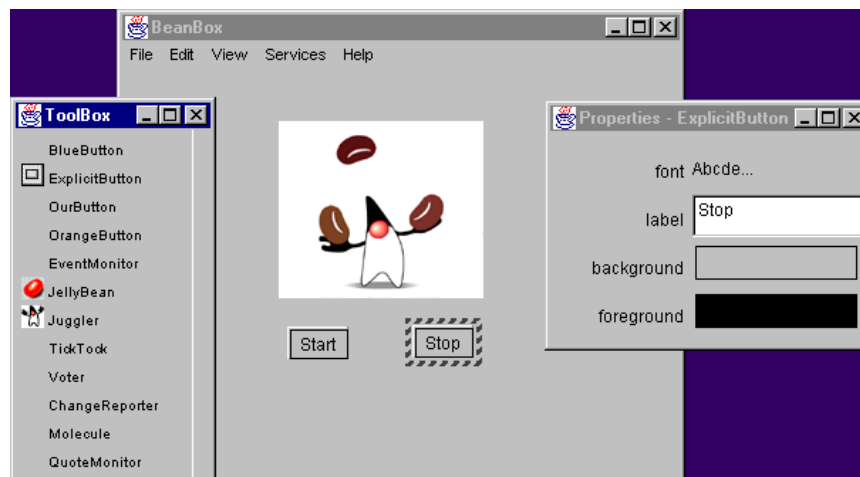 BeanBox
File Edit View Services Help
ToolBox
BlueButton
ExplicitButton
OurButton
OrangeButton
EventMonitor
JellyBean
Juggler
TickTock
Voter
ChangeReporter
Molecule
QuoteMonitor
Start
Stop
Properties - ExplicitButton
font Abcde...
label Stop
background
foreground